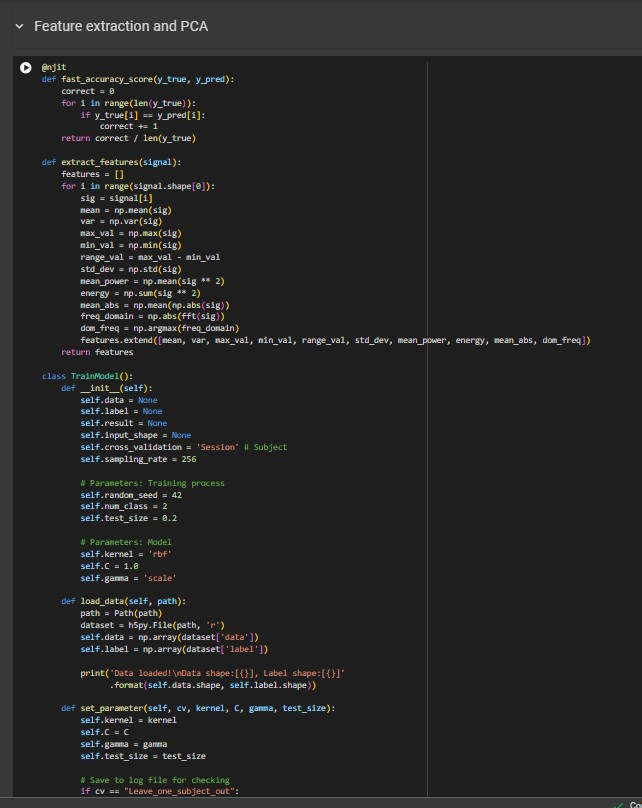 Feature extraction and PCA
@njit
def fast_accuracy_score(y_true, y_pred):
    correct = 0
    for i in range(len(y_true)):
        if y_true[i] == y_pred[i]:
            correct += 1
    return correct / len(y_true)

def extract_features(signal):
    features = []
    for i in range(signal.shape[0]):
        sig = signal[i]
        mean = np.mean(sig)
        var = np.var(sig)
        max_val = np.max(sig)
        min_val = np.min(sig)
        range_val = max_val - min_val
        std_dev = np.std(sig)
        mean_power = np.mean(sig ** 2)
        energy = np.sum(sig ** 2)
        mean_abs = np.mean(np.abs(sig))
        freq_domain = np.abs(fft(sig))
        dom_freq = np.argmax(freq_domain)
        features.extend([mean, var, max_val, min_val, range_val, std_dev, mean_power, energy, mean_abs, dom_freq])
    return features

class TrainModel():
    def __init__(self):
        self.data = None
        self.label = None
        self.result = None
        self.input_shape = None
        self.cross_validation = 'Session' # Subject
        self.sampling_rate = 256

        # Parameters: Training process
        self.random_seed = 42
        self.num_class = 2
        self.test_size = 0.2

        # Parameters: Model
        self.kernel = 'rbf'
        self.C = 1.0
        self.gamma = 'scale'

    def load_data(self, path):
        path = Path(path)
        dataset = h5py.File(path, 'r')
        self.data = np.array(dataset['data'])
        self.label = np.array(dataset['label'])

        print('Data loaded!\nData shape:[{}], Label shape:[{}]'
              .format(self.data.shape, self.label.shape))

    def set_parameter(self, cv, kernel, C, gamma, test_size):
        self.kernel = kernel
        self.C = C
        self.gamma = gamma
        self.test_size = test_size

        # Save to log file for checking
        if cv == "Leave_one_subject_out":